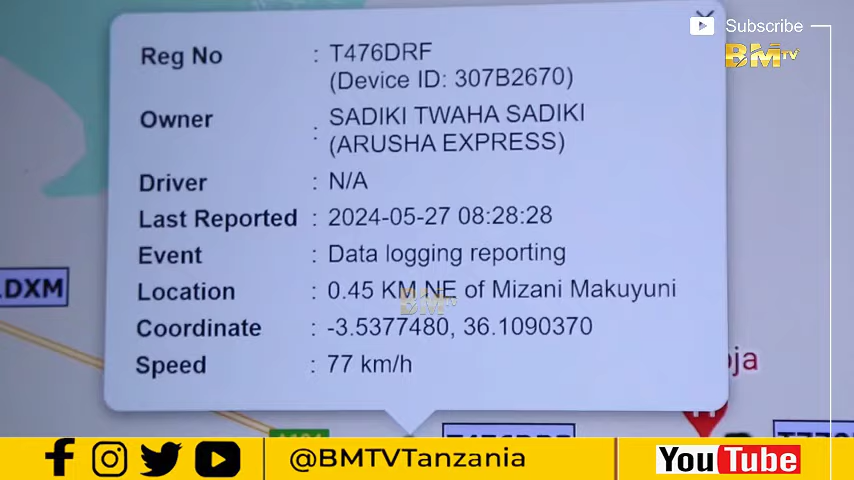 Subscribe
BMTV
Reg No : T476DRF
(Device ID: 307B2670)
Owner : SADIKI TWAHA SADIKI
(ARUSHA EXPRESS)
Driver : N/A
Last Reported : 2024-05-27 08:28:28
Event : Data logging reporting
.DXM
Location : 0.45 KM NE of Mizani Makuyuni
BMTV
Coordinate : -3.5377480, 36.1090370
Speed : 77 km/h
oja
@BMTVTanzania
YouTube